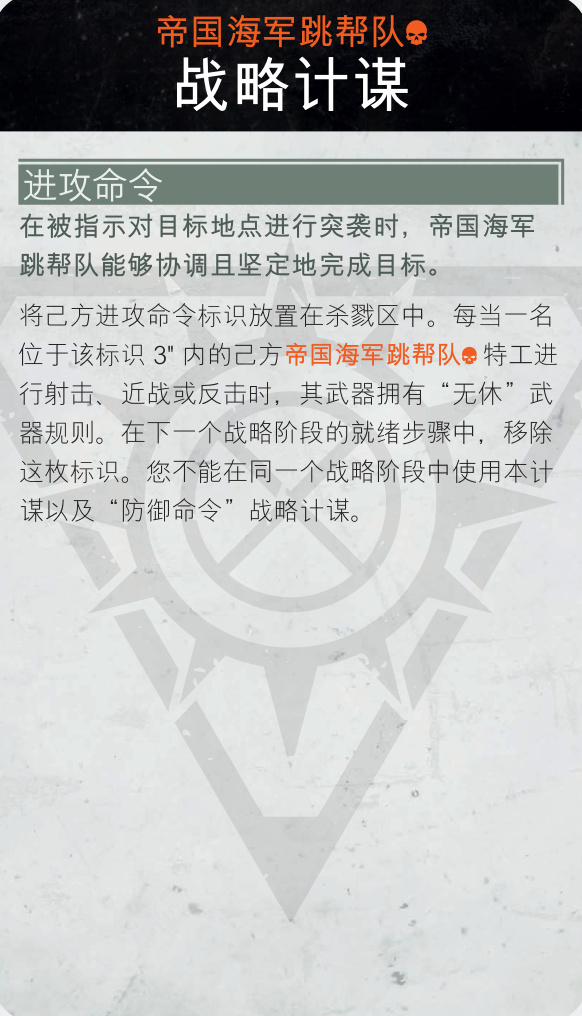 帝国海军跳帮队
战略计谋
进攻命令
在被指示对目标地点进行突袭时，帝国海军
跳帮队能够协调且坚定地完成目标。
将己方进攻命令标识放置在杀戮区中。每当一名
位于该标识 3" 内的己方帝国海军跳帮队特工进
行射击、近战或反击时，其武器拥有“无休”武
器规则。在下一个战略阶段的就绪步骤中，移除
这枚标识。您不能在同一个战略阶段中使用本计
谋以及“防御命令”战略计谋。